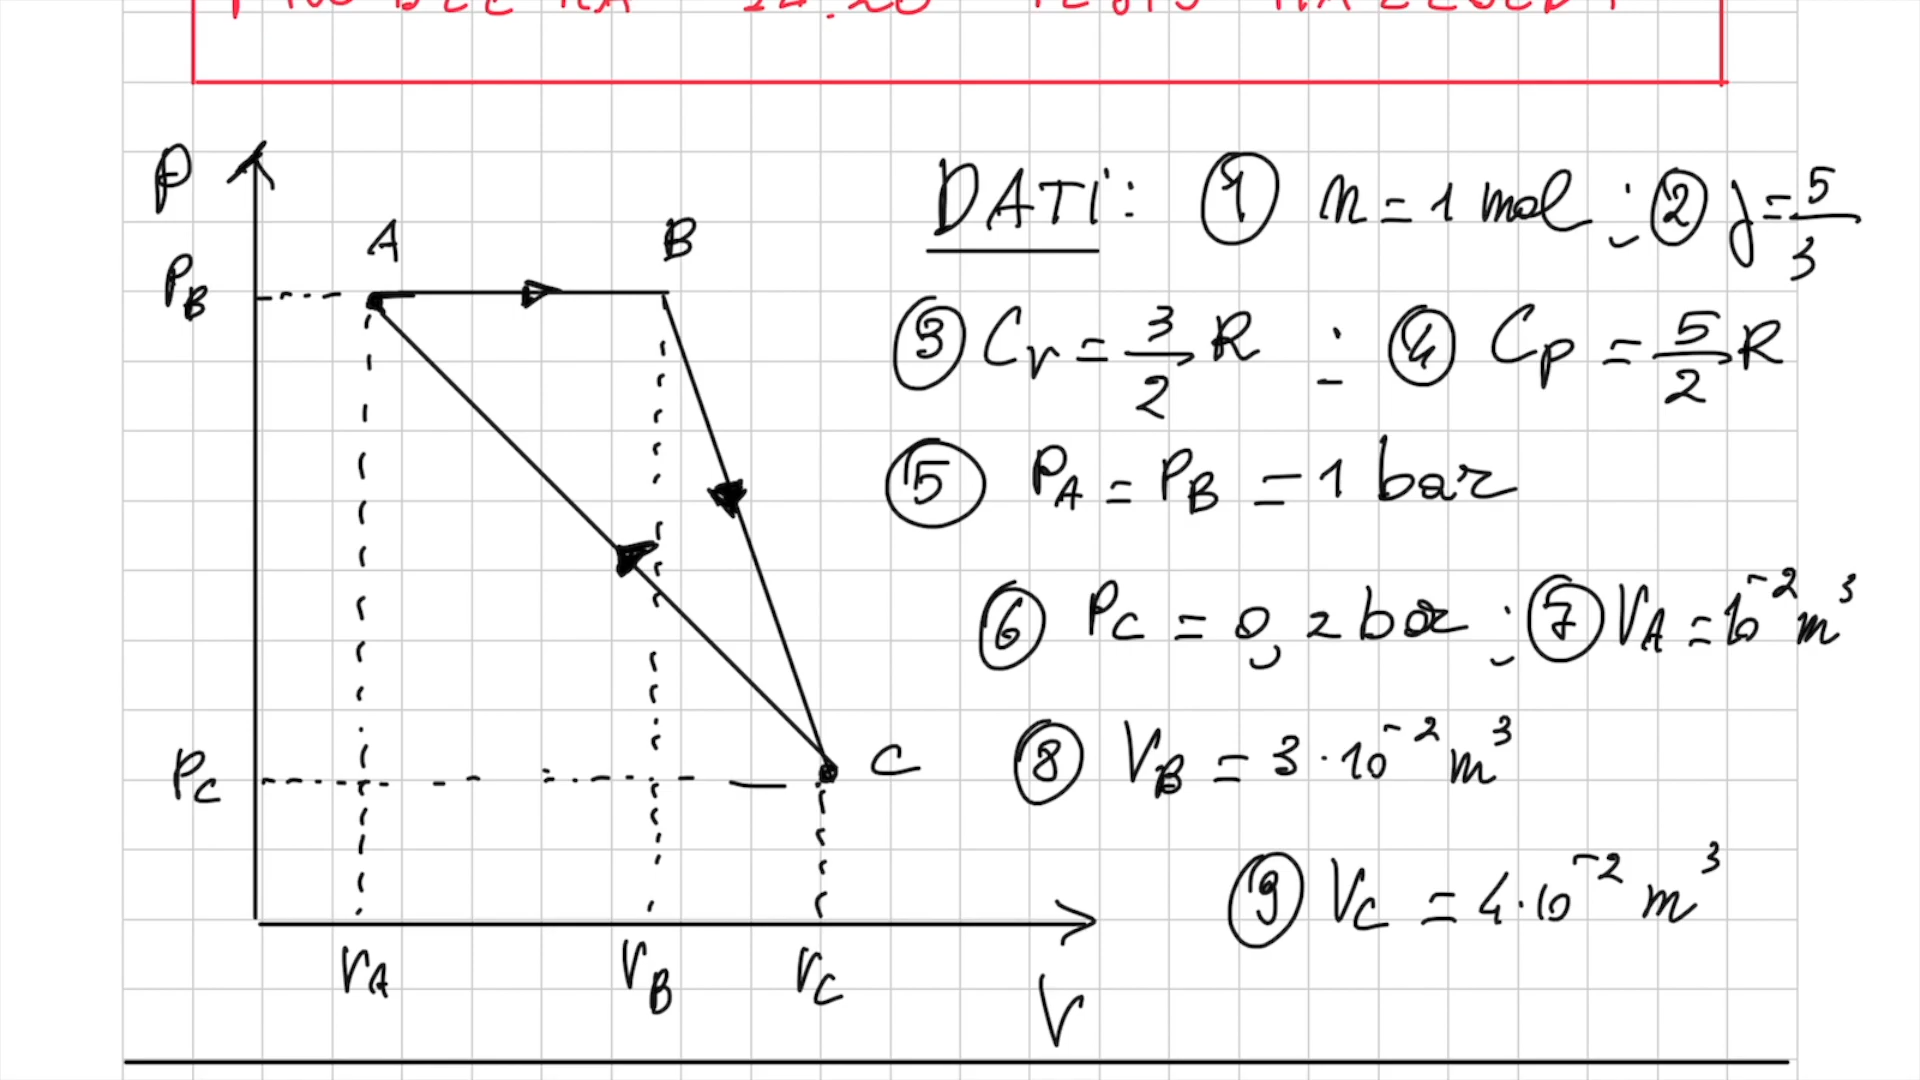 P
A B
P_B
P_C
C
V_A V_B V_C
V
DATI: ① n = 1 mol ; ② γ = 5/3
③ C_V = 3/2 R ; ④ C_P = 5/2 R
⑤ P_A = P_B = 1 bar
⑥ P_C = 0,2 bar ; ⑦ V_A = 10^-2 m^3
⑧ V_B = 3·10^-2 m^3
⑨ V_C = 4·10^-2 m^3